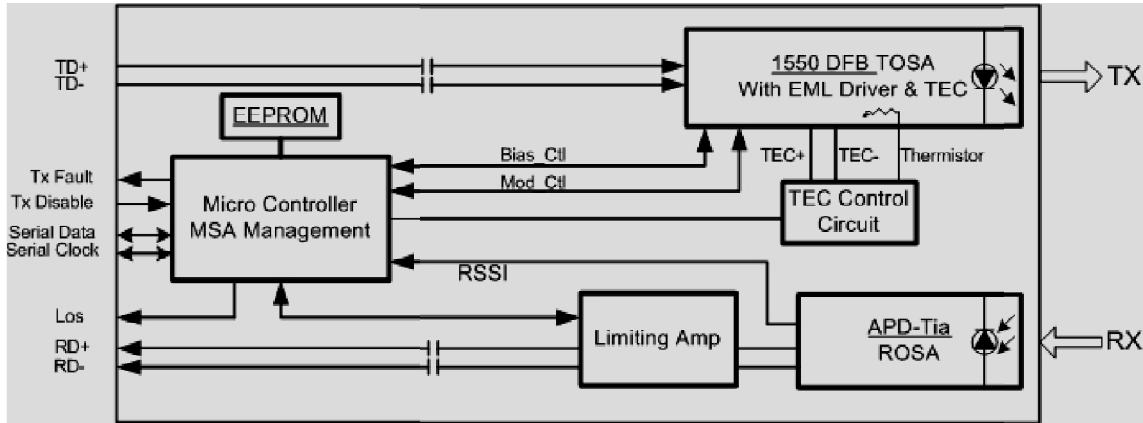 TD+
TD-
1550 DFB TOSA
With EML Driver & TEC
TX
EEPROM
Bias_Ctl
Mod_Ctl
TEC+
TEC-
Thermistor
Tx Fault
Tx Disable
Serial Data
Serial Clock
Micro Controller
MSA Management
TEC Control
Circuit
RSSI
Los
RD+
RD-
Limiting Amp
APD-Tia
ROSA
RX